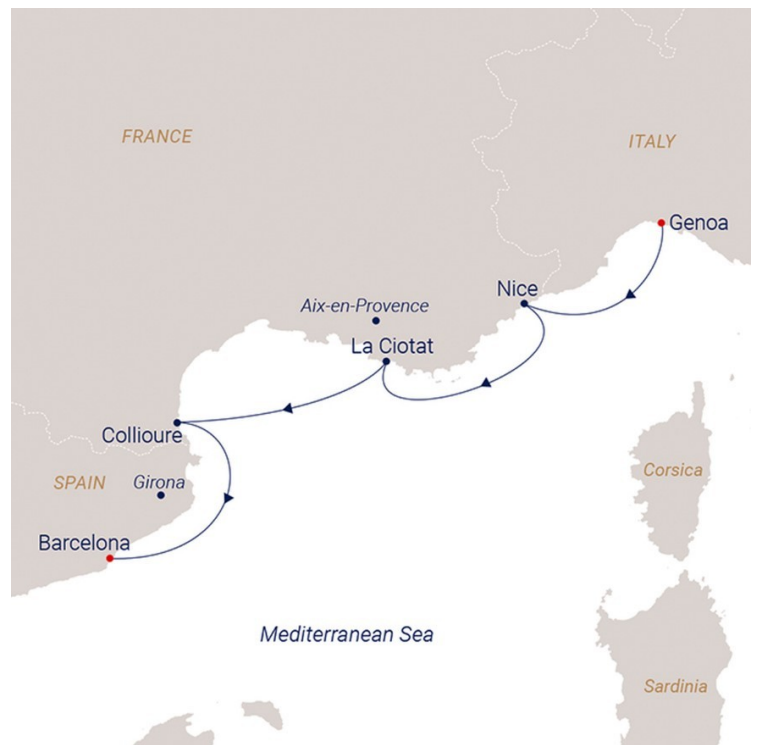 FRANCE
ITALY
Genoa
Nice
Aix-en-Provence
La Ciotat
Collioure
Corsica
SPAIN
Girona
Barcelona
Mediterranean Sea
Sardinia